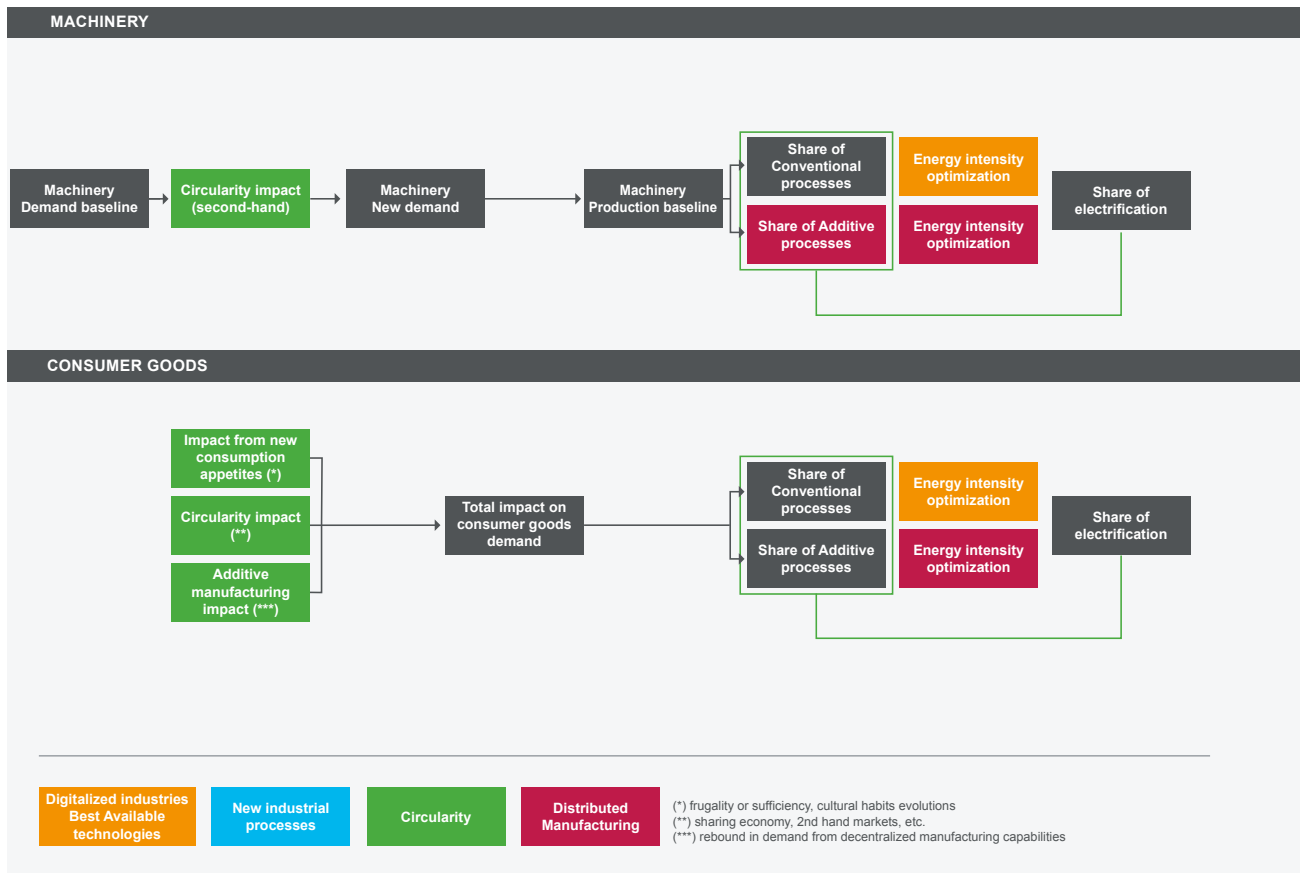 MACHINERY
Machinery
Demand baseline
Circularity impact
(second-hand)
Machinery
New demand
Machinery
Production baseline
Share of
Conventional
processes
Energy intensity
optimization
Share of Additive
processes
Energy intensity
optimization
Share of
electrification
CONSUMER GOODS
Impact from new
consumption
appetites (*)
Circularity impact
(**)
Additive
manufacturing
impact (***)
Total impact on
consumer goods
demand
Share of
Conventional
processes
Energy intensity
optimization
Share of Additive
processes
Energy intensity
optimization
Share of
electrification
Digitalized industries
Best Available
technologies
New industrial
processes
Circularity
Distributed
Manufacturing
(*) frugality or sufficiency, cultural habits evolutions
(**) sharing economy, 2nd hand markets, etc.
(***) rebound in demand from decentralized manufacturing capabilities